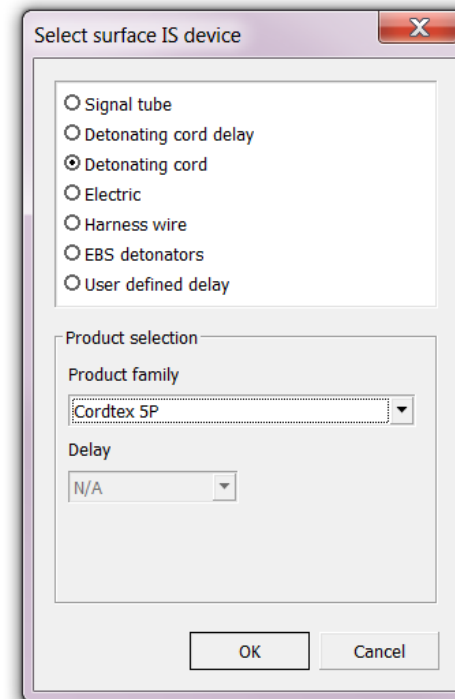 Select surface IS device
Signal tube
Detonating cord delay
Detonating cord
Electric
Harness wire
EBS detonators
User defined delay
Product selection
Product family
Cordtex 5P
Delay
N/A
OK
Cancel